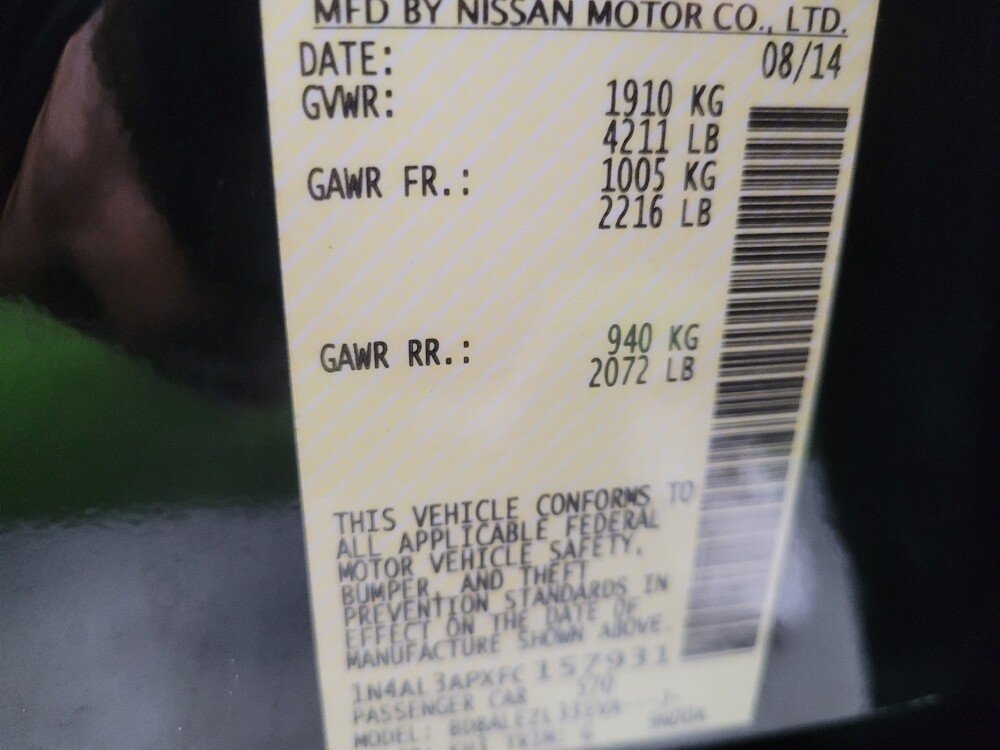 MFD BY NISSAN MOTOR CO., LTD.
DATE: 08/14
GVWR: 1910 KG
4211 LB
GAWR FR.: 1005 KG
2216 LB
GAWR RR.: 940 KG
2072 LB
THIS VEHICLE CONFORMS TO
ALL APPLICABLE FEDERAL
MOTOR VEHICLE SAFETY,
BUMPER, AND THEFT
PREVENTION STANDARDS IN
EFFECT ON THE DATE OF
MANUFACTURE SHOWN ABOVE.
1N4AL3APXFC157931
PASSENGER CAR
MODEL: